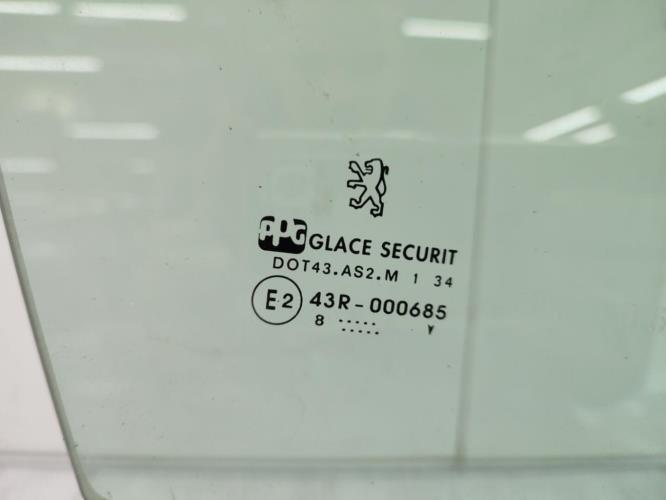 PPG GLACE SECURIT
DOT43.AS2.M 1 34
E2 43R-000685
8 ..... ..... v